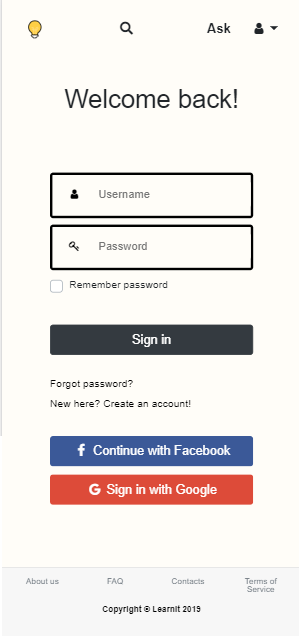 Ask
Welcome back!
Username
Password
Remember password
Sign in
Forgot password?
New here? Create an account!
Continue with Facebook
Sign in with Google
About us FAQ Contacts Terms of
Service
Copyright © Learnit 2019